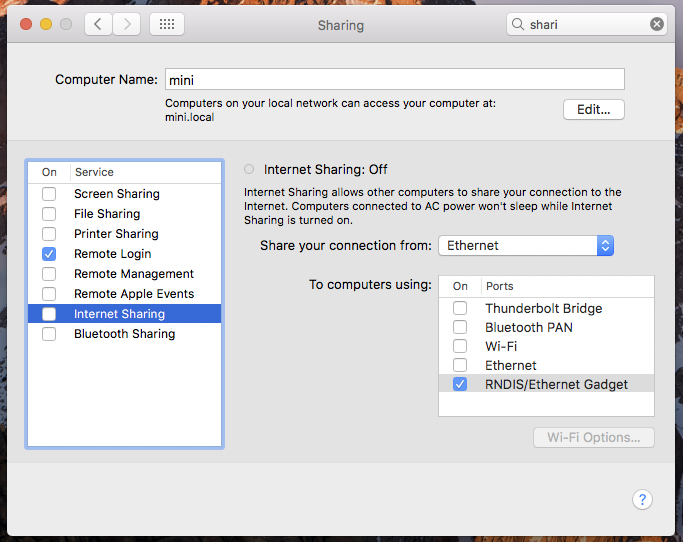 Sharing
shari
Computer Name:
mini
Computers on your local network can access your computer at:
mini.local
Edit...
On Service
Screen Sharing
File Sharing
Printer Sharing
Remote Login
Remote Management
Remote Apple Events
Internet Sharing
Bluetooth Sharing
Internet Sharing: Off
Internet Sharing allows other computers to share your connection to the
Internet. Computers connected to AC power won't sleep while Internet
Sharing is turned on.
Share your connection from: Ethernet
To computers using:
On Ports
Thunderbolt Bridge
Bluetooth PAN
Wi-Fi
Ethernet
RNDIS/Ethernet Gadget
Wi-Fi Options...
?